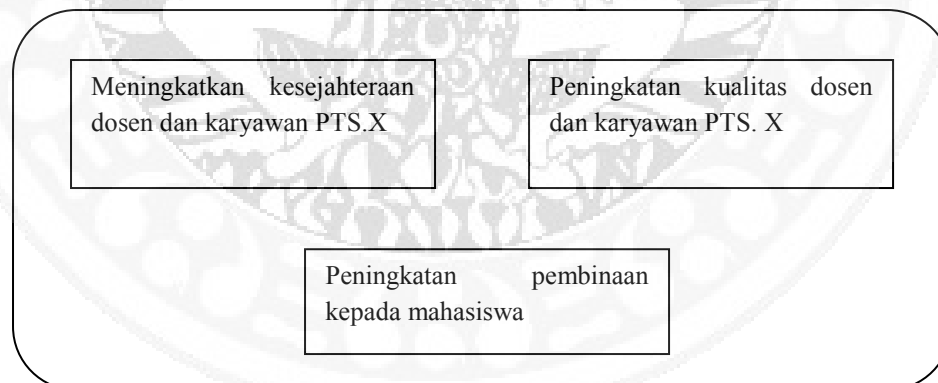 Meningkatkan kesejahteraan
dosen dan karyawan PTS.X
Peningkatan kualitas dosen
dan karyawan PTS. X
Peningkatan pembinaan
kepada mahasiswa